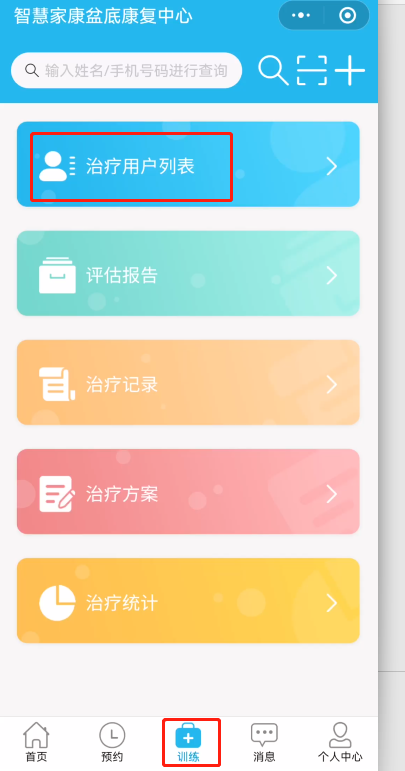 智慧家康盆底康复中心
输入姓名/手机号码进行查询
治疗用户列表
评估报告
治疗记录
治疗方案
治疗统计
首页 预约 训练 消息 个人中心